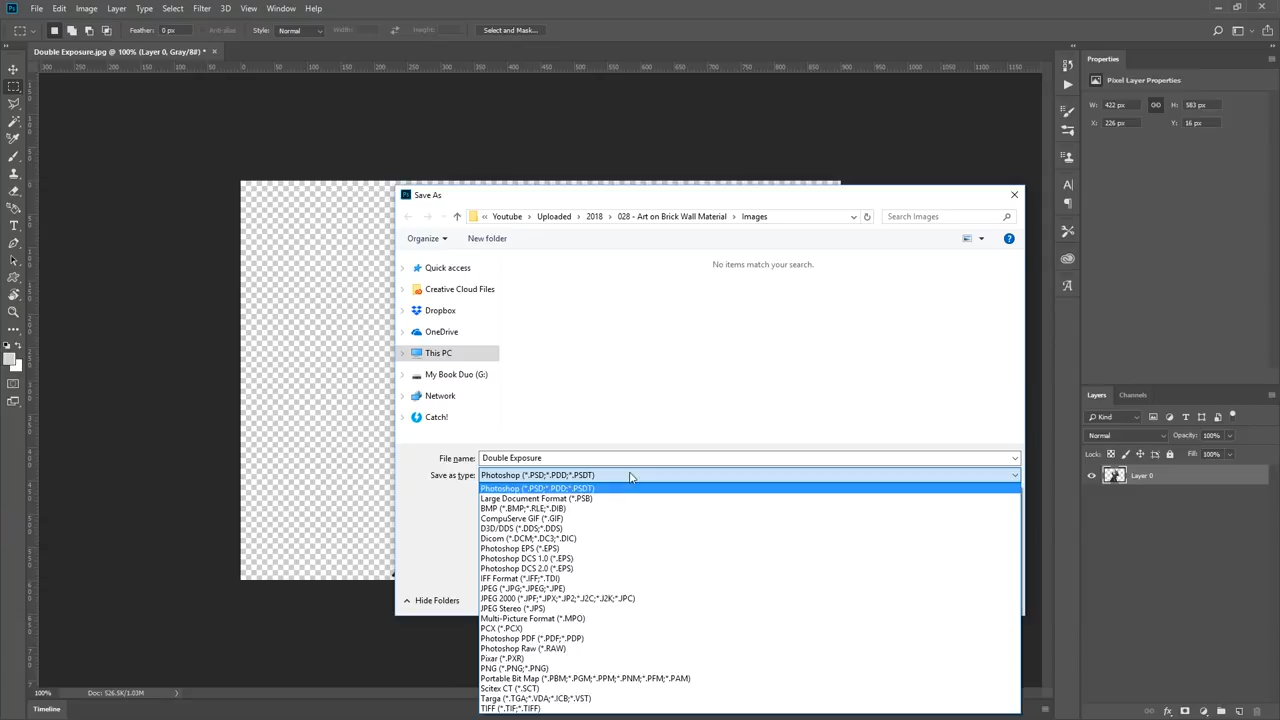 Ps File Edit Image Layer Type Select Filter 3D View Window Help
Feather: 0 px Anti-alias Style: Normal Width: Height: Select and Mask...
Double Exposure.jpg @ 100% (Layer 0, Gray/8#) *
Properties
Pixel Layer Properties
W: 422 px GO H: 583 px
X: 226 px Y: 16 px
Save As
Youtube Uploaded 2018 028 - Art on Brick Wall Material Images Search Images
Organize New folder
No items match your search.
Quick access
Creative Cloud Files
Dropbox
OneDrive
This PC
My Book Duo (G:)
Network
Catch!
File name: Double Exposure
Save as type: Photoshop (*.PSD;*.PDD;*.PSDT)
Photoshop (*.PSD;*.PDD;*.PSDT)
Large Document Format (*.PSB)
BMP (*.BMP;*.RLE;*.DIB)
CompuServe GIF (*.GIF)
D3D/DDS (*.DDS;*.DDS)
Dicom (*.DCM;*.DC3;*.DIC)
Photoshop EPS (*.EPS)
Photoshop DCS 1.0 (*.EPS)
Photoshop DCS 2.0 (*.EPS)
IFF Format (*.IFF;*.TDI)
JPEG (*.JPG;*.JPEG;*.JPE)
JPEG 2000 (*.JPF;*.JPX;*.JP2;*.J2C;*.J2K;*.JPC)
JPEG Stereo (*.JPS)
Multi-Picture Format (*.MPO)
PCX (*.PCX)
Photoshop PDF (*.PDF;*.PDP)
Photoshop Raw (*.RAW)
Pixar (*.PXR)
PNG (*.PNG;*.PNG)
Portable Bit Map (*.PBM;*.PGM;*.PPM;*.PNM;*.PFM;*.PAM)
Scitex CT (*.SCT)
Targa (*.TGA;*.VDA;*.ICB;*.VST)
TIFF (*.TIF;*.TIFF)
Hide Folders
Layers Channels
Kind
Normal Opacity: 100%
Lock: Fill: 100%
Layer 0
100% Doc: 526.5K/1.03M
Timeline